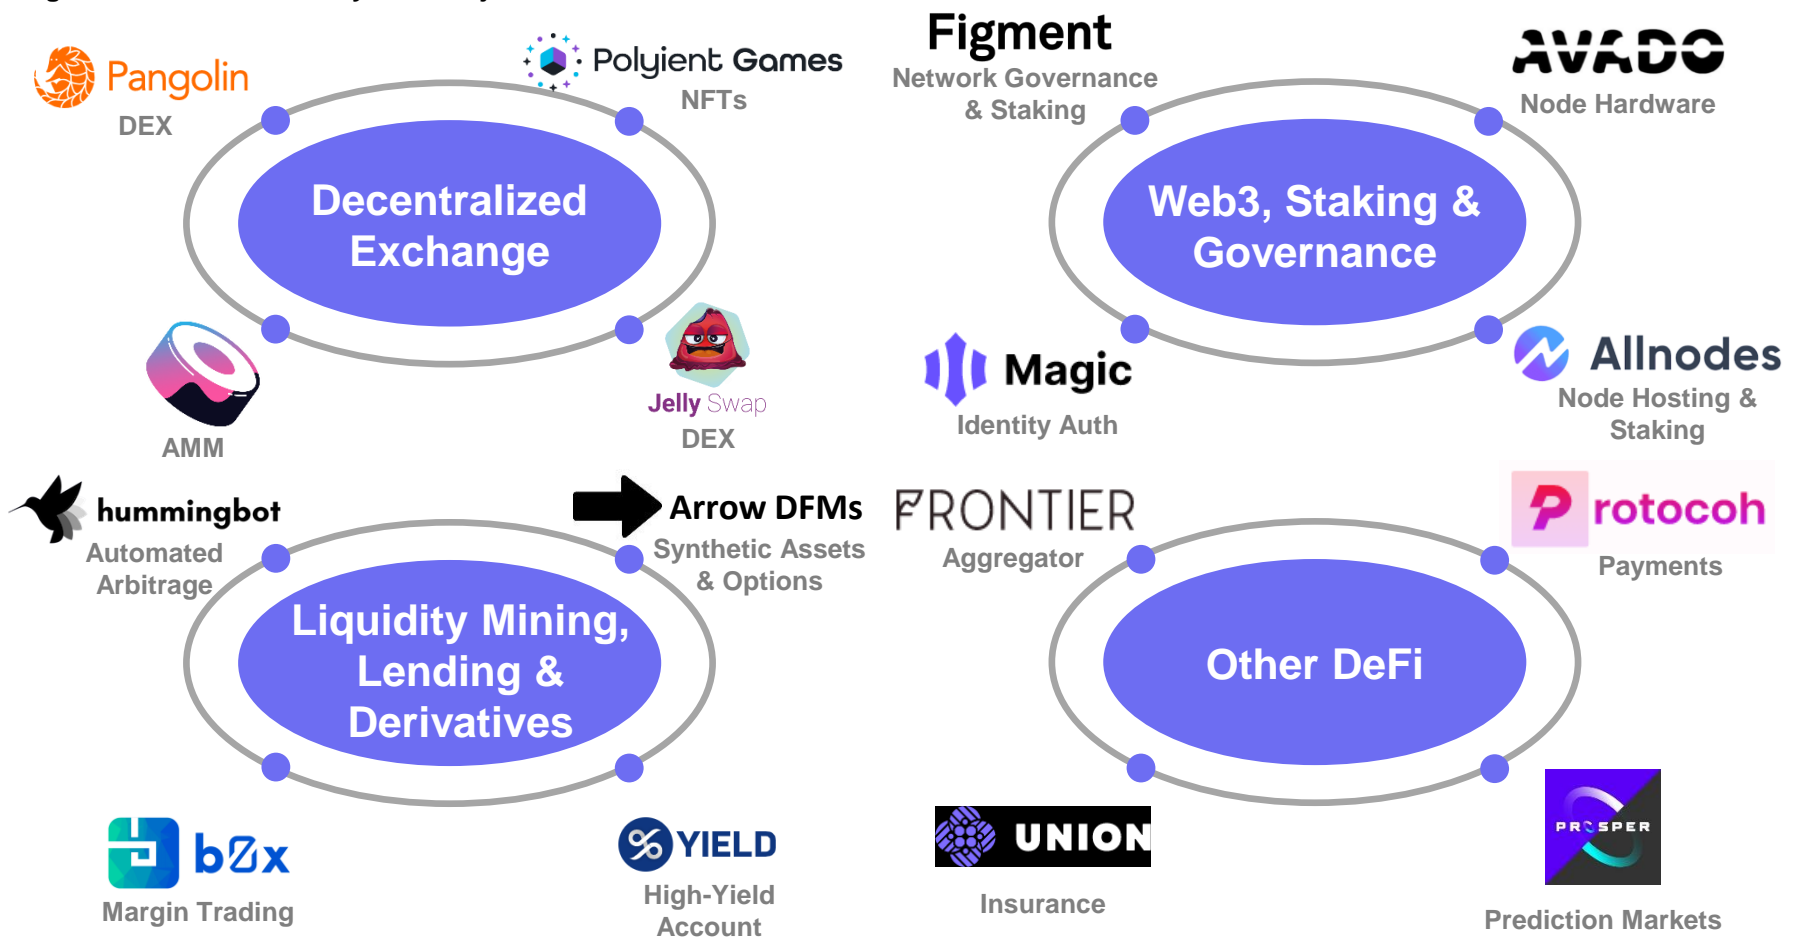 Pangolin
DEX
Polyient Games
NFTs
Decentralized
Exchange
AMM
Jelly Swap
DEX
Figment
Network Governance
& Staking
AVADO
Node Hardware
Web3, Staking &
Governance
Magic
Identity Auth
Allnodes
Node Hosting &
Staking
hummingbot
Automated
Arbitrage
Arrow DFMs
Synthetic Assets
& Options
Liquidity Mining,
Lending &
Derivatives
b0x
Margin Trading
YIELD
High-Yield
Account
FRONTIER
Aggregator
Protocoh
Payments
Other DeFi
UNION
Insurance
PROSPER
Prediction Markets